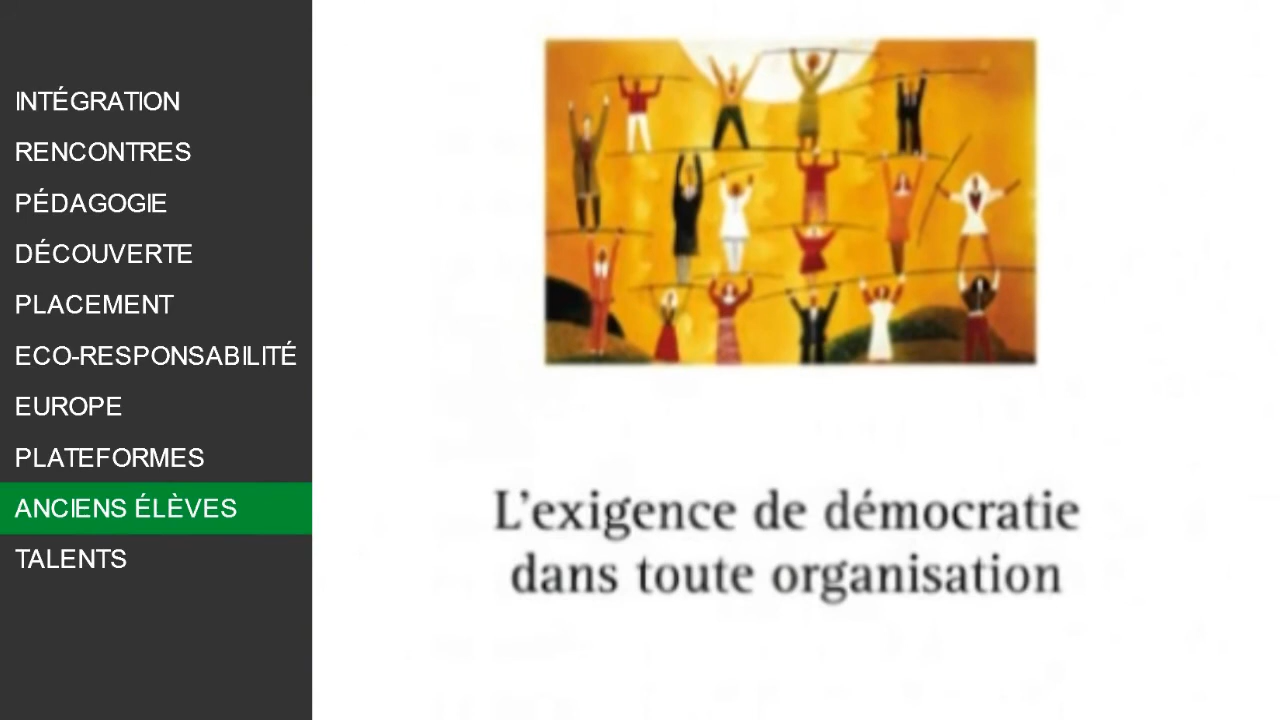 INTÉGRATION
RENCONTRES
PÉDAGOGIE
DÉCOUVERTE
PLACEMENT
ECO-RESPONSABILITÉ
EUROPE
PLATEFORMES
ANCIENS ÉLÈVES
TALENTS
L'exigence de démocratie
dans toute organisation